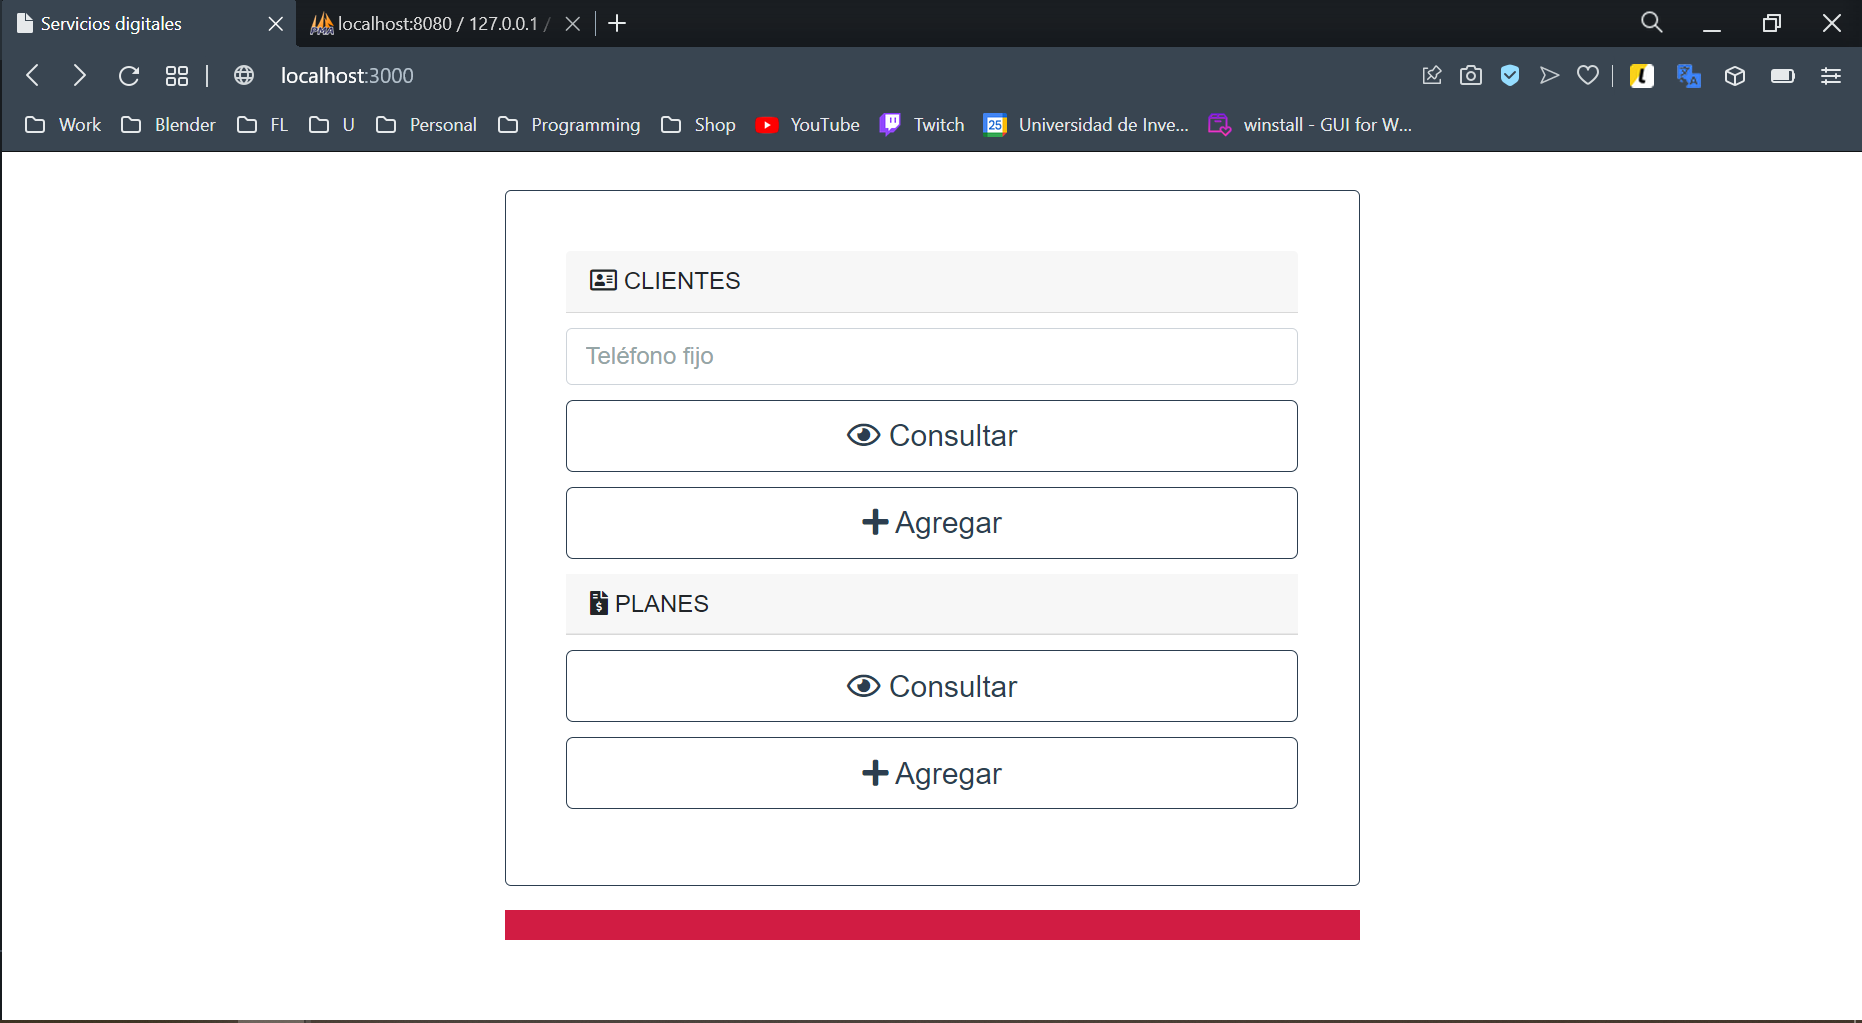 Servicios digitales
localhost:8080 / 127.0.0.1 /
localhost:3000
Work Blender FL U Personal Programming Shop YouTube Twitch 25 Universidad de Inve... winstall - GUI for W...
CLIENTES
Teléfono fijo
Consultar
Agregar
PLANES
Consultar
Agregar